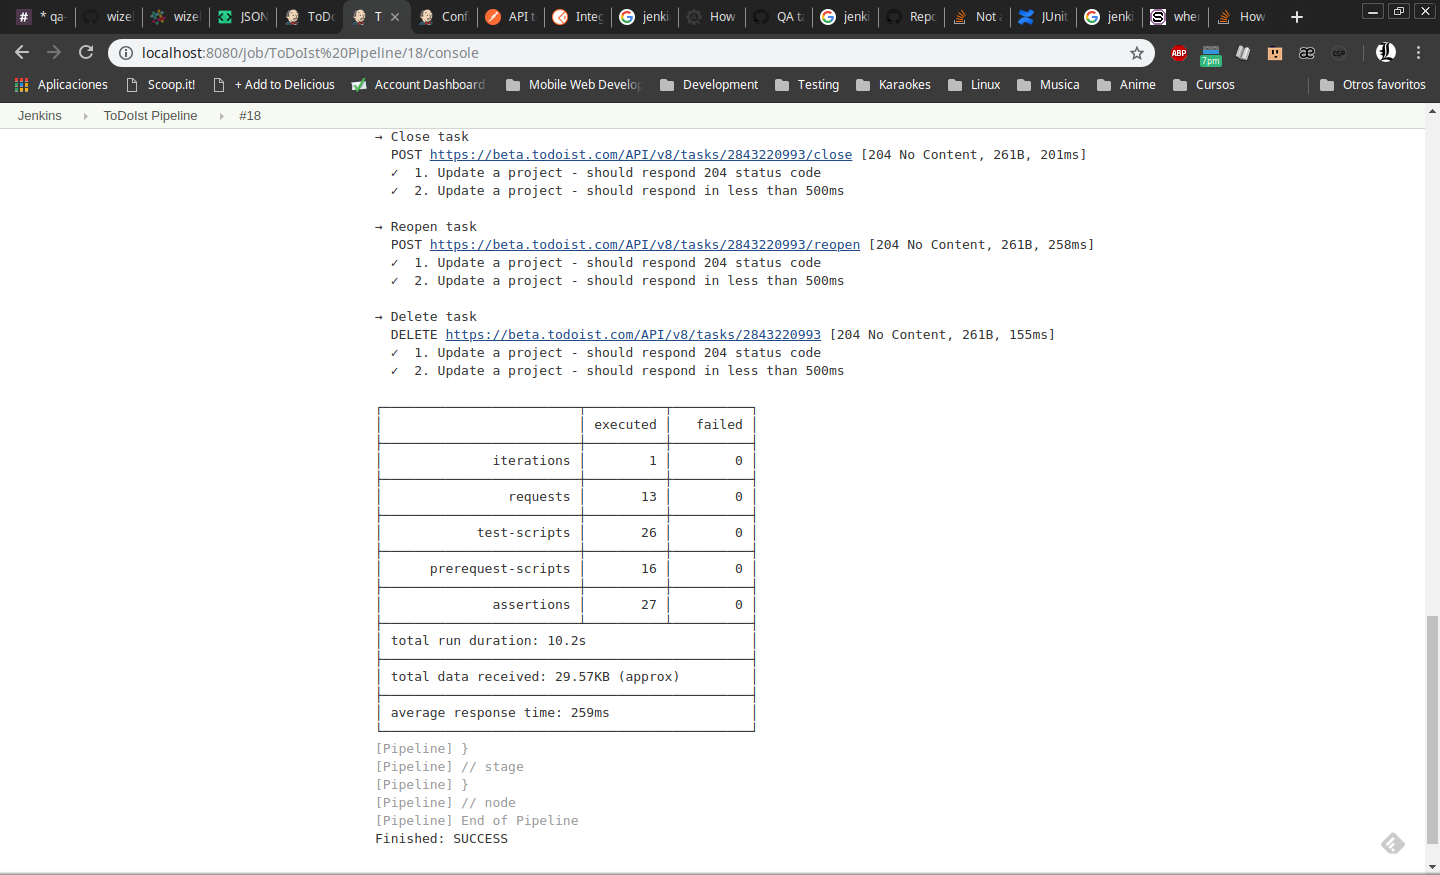 * qa-
wizel
wizel
JSON
ToDo
T
Conf
API t
Integ
jenki
How
QA ta
jenki
Repo
Not a
JUnit
jenki
when
How
localhost:8080/job/ToDoIst%20Pipeline/18/console
ABP
7pm
æ
CSP
Aplicaciones
Scoop.it!
+ Add to Delicious
Account Dashboard
Mobile Web Develop
Development
Testing
Karaokes
Linux
Musica
Anime
Cursos
Otros favoritos
Jenkins
ToDoIst Pipeline
#18
→ Close task
POST https://beta.todoist.com/API/v8/tasks/2843220993/close [204 No Content, 261B, 201ms]
✓ 1. Update a project - should respond 204 status code
✓ 2. Update a project - should respond in less than 500ms
→ Reopen task
POST https://beta.todoist.com/API/v8/tasks/2843220993/reopen [204 No Content, 261B, 258ms]
✓ 1. Update a project - should respond 204 status code
✓ 2. Update a project - should respond in less than 500ms
→ Delete task
DELETE https://beta.todoist.com/API/v8/tasks/2843220993 [204 No Content, 261B, 155ms]
✓ 1. Update a project - should respond 204 status code
✓ 2. Update a project - should respond in less than 500ms
executed failed
iterations 1 0
requests 13 0
test-scripts 26 0
prerequest-scripts 16 0
assertions 27 0
total run duration: 10.2s
total data received: 29.57KB (approx)
average response time: 259ms
[Pipeline] }
[Pipeline] // stage
[Pipeline] }
[Pipeline] // node
[Pipeline] End of Pipeline
Finished: SUCCESS